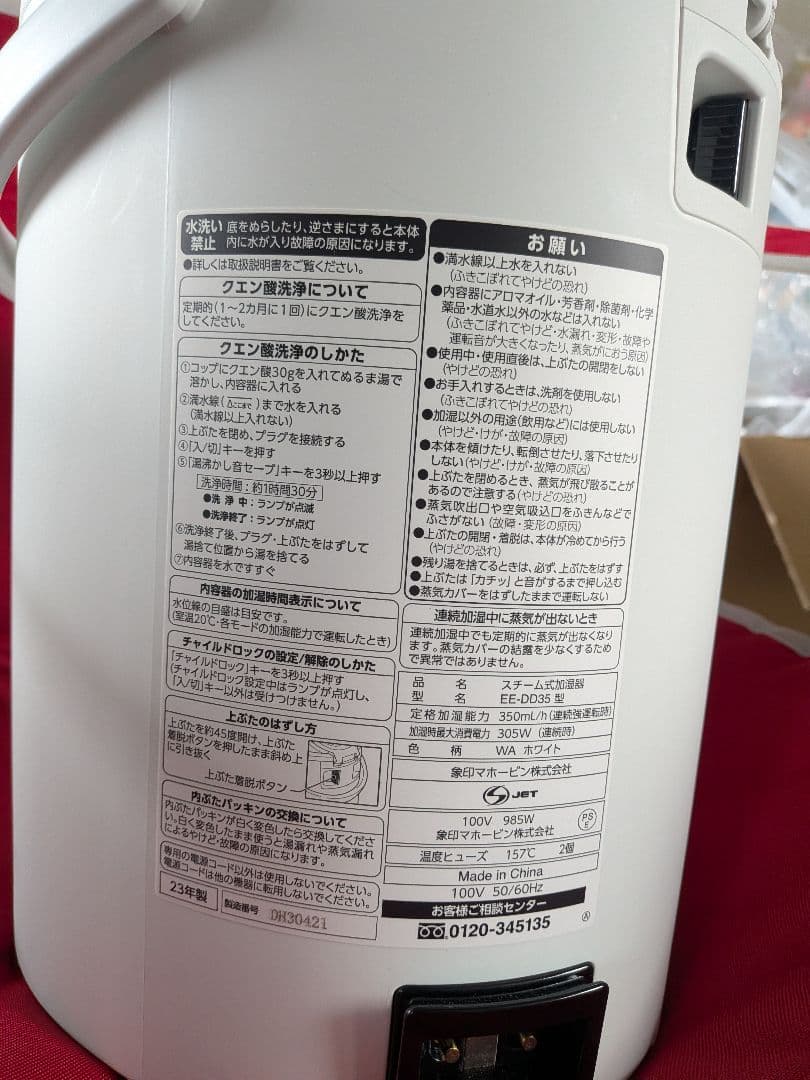 水洗い
禁止
底をぬらしたり、逆さまにすると本体
内に水が入り故障の原因になります。
●詳しくは取扱説明書をご覧ください。
クエン酸洗浄について
定期的(1〜2カ月に1回)にクエン酸洗浄を
してください。
クエン酸洗浄のしかた
①コップにクエン酸30gを入れてぬるま湯で
溶かし、内容器に入れる
②満水線(ここまで)まで水を入れる
(満水線以上入れない)
③上ぶたを閉め、プラグを接続する
④「入/切」キーを押す
⑤「湯沸かし音セーブ」キーを3秒以上押す
洗浄時間:約1時間30分
●洗浄中:ランプが点滅
●洗浄終了:ランプが点灯
⑥洗浄終了後、プラグ・上ぶたをはずして
湯捨て位置から湯を捨てる
⑦内容器を水ですすぐ
内容器の加湿時間表示について
水位線の目盛は目安です。
(室温20℃・各モードの加湿能力で運転したとき)
チャイルドロックの設定/解除のしかた
「チャイルドロック」キーを3秒以上押す
(チャイルドロック設定中はランプが点灯し、
「入/切」キー以外は受けつけません。)
上ぶたのはずし方
上ぶたを約45度開け、上ぶた
着脱ボタンを押したまま斜め上
に引き抜く
上ぶた着脱ボタン
内ぶたパッキンの交換について
内ぶたパッキンが白く変色したら交換してくださ
い。白く変色したまま使うと湯漏れや蒸気漏れ
によるやけど・故障の原因になります。
専用の電源コード以外は使用しないでください。
電源コードは他の機器に転用しないでください。
23年製
製造番号 DH30421
お願い
●満水線以上水を入れない
(ふきこぼれてやけどの恐れ)
●内容器にアロマオイル・芳香剤・除菌剤・化学
薬品・水道水以外の水などは入れない
(ふきこぼれてやけど・水漏れ・変形・故障や
運転音が大きくなったり、蒸気がにおう原因)
●使用中・使用直後は、上ぶたの開閉をしない
(やけどの恐れ)
●お手入れするときは、洗剤を使用しない
(ふきこぼれてやけどの恐れ)
●加湿以外の用途(飲用など)には使用しない
(やけど・けが・故障の原因)
●本体を傾けたり、転倒させたり、落下させたり
しない(やけど・けが・故障の原因)
●上ぶたを閉めるとき、蒸気が飛び散ることが
あるので注意する(やけどの恐れ)
●蒸気吹出口や空気吸込口をふきんなどで
ふさがない(故障・変形の原因)
●上ぶたの開閉・着脱は、本体が冷めてから行う
(やけどの恐れ)
●残り湯を捨てるときは、必ず、上ぶたをはずす
●上ぶたは「カチッ」と音がするまで押し込む
●蒸気カバーをはずしたままで運転しない
連続加湿中に蒸気が出ないとき
連続加湿中でも定期的に蒸気が出なくなり
ます。蒸気カバーの結露を少なくするため
で異常ではありません。
品名 スチーム式加湿器
型名 EE-DD35型
定格加湿能力 350mL/h(連続強運転時)
加湿時最大消費電力 305W(連続時)
色柄 WA ホワイト
象印マホービン株式会社
S JET
100V 985W
象印マホービン株式会社
PS
E
温度ヒューズ 157℃ 2個
Made in China
100V 50/60Hz
お客様ご相談センター
0120-345135
Ⓐ